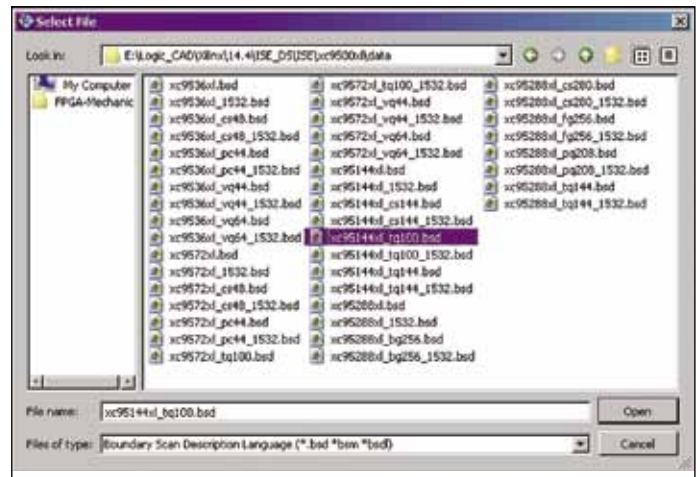 Select File
Look in: E:\Logic_CAD\Xilinx\14.4\ISE_DS\ISE\xc9500xl\data
My Computer
FPGA-Mechanic
xc9536xl.bsd
xc9536xl_1532.bsd
xc9536xl_cs48.bsd
xc9536xl_cs48_1532.bsd
xc9536xl_pc44.bsd
xc9536xl_pc44_1532.bsd
xc9536xl_vq44.bsd
xc9536xl_vq44_1532.bsd
xc9536xl_vq64.bsd
xc9536xl_vq64_1532.bsd
xc9572xl.bsd
xc9572xl_1532.bsd
xc9572xl_cs48.bsd
xc9572xl_cs48_1532.bsd
xc9572xl_pc44.bsd
xc9572xl_pc44_1532.bsd
xc9572xl_tq100.bsd
xc9572xl_tq100_1532.bsd
xc9572xl_vq44.bsd
xc9572xl_vq44_1532.bsd
xc9572xl_vq64.bsd
xc9572xl_vq64_1532.bsd
xc95144xl.bsd
xc95144xl_1532.bsd
xc95144xl_cs144.bsd
xc95144xl_cs144_1532.bsd
xc95144xl_tq100.bsd
xc95144xl_tq100_1532.bsd
xc95144xl_tq144.bsd
xc95144xl_tq144_1532.bsd
xc95288xl.bsd
xc95288xl_1532.bsd
xc95288xl_bg256.bsd
xc95288xl_bg256_1532.bsd
xc95288xl_cs280.bsd
xc95288xl_cs280_1532.bsd
xc95288xl_fg256.bsd
xc95288xl_fg256_1532.bsd
xc95288xl_pq208.bsd
xc95288xl_pq208_1532.bsd
xc95288xl_tq144.bsd
xc95288xl_tq144_1532.bsd
File name: xc95144xl_tq100.bsd
Open
Files of type: Boundary Scan Description Language (*.bsd *bsm *bsdl)
Cancel